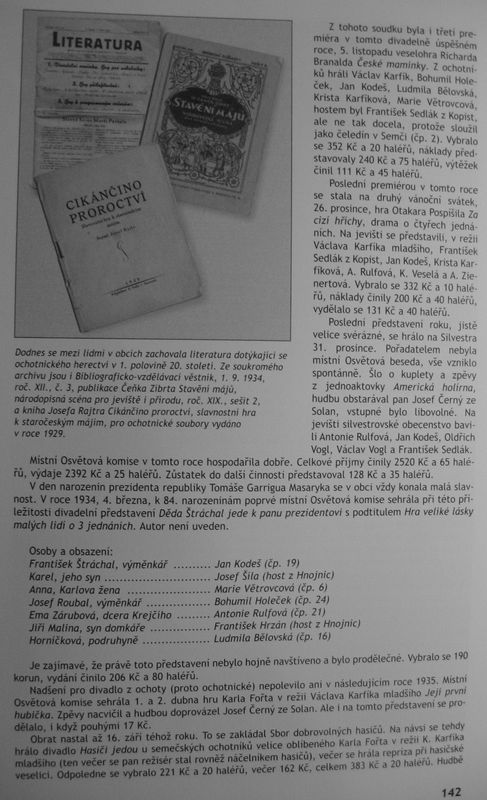 LITERATURA
STAVĚNÍ MÁJŮ
CIKÁNČINO
PROROCTVÍ
Z tohoto soudku byla i třetí pre-
miéra v tomto divadelně úspěšném
roce, 5. listopadu veselohra Richarda
Branalda České maminky. Z ochotní-
ků hráli Václav Karfík, Bohumil Hole-
ček, Jan Kodeš, Ludmila Bělovská,
Krista Karfíková, Marie Větrovcová,
hostem byl František Sedlák z Kopist,
ale ne tak docela, protože sloužil
jako čeledín v Semči (čp. 2). Vybralo
se 352 Kč a 20 haléřů, náklady před-
stavovaly 240 Kč a 75 haléřů, výtěžek
činil 111 Kč a 45 haléřů.
Poslední premiérou v tomto roce
se stala na druhý vánoční svátek,
26. prosince, hra Otakara Pospíšila Za
cizí hříchy, drama o čtyřech jedná-
ních. Na jevišti se představili, v režii
Václava Karfíka mladšího, František
Sedlák z Kopist, Jan Kodeš, Krista Kar-
fíková, A. Rulfová, K. Veselá a A. Zie-
nertová. Vybralo se 332 Kč a 10 halé-
řů, náklady činily 200 Kč a 40 haléřů,
vydělalo se 131 Kč a 40 haléřů.
Poslední představení roku, jistě
velice svérázné, se hrálo na Silvestra
31. prosince. Pořadatelem nebyla
místní Osvětová beseda, vše vzniklo
spontánně. Šlo o kuplety a zpěvy
z jednoaktovky Americká holírna,
hudbu obstarával pan Josef Černý ze
Solan, vstupné bylo libovolné. Na
jevišti silvestrovské obecenstvo bavi-
li Antonie Rulfová, Jan Kodeš, Oldřich
Vogl, Václav Vogl a František Sedlák.
Dodnes se mezi lidmi v obcích zachovala literatura dotýkající se
ochotnického herectví v 1. polovině 20. století. Ze soukromého
archivu jsou i Bibliograficko-vzdělávací věstník, 1. 9. 1934,
roč. XII., č. 3, publikace Čeňka Zíbrta Stavění májů,
národopisná scéna pro jeviště i přírodu, roč. XIX., sešit 2,
a kniha Josefa Rajtra Cikánčino proroctví, slavnostní hra
k staročeským májím, pro ochotnické soubory vydáno
v roce 1929.
Místní Osvětová komise v tomto roce hospodařila dobře. Celkové příjmy činily 2520 Kč a 65 halé-
řů, výdaje 2392 Kč a 25 haléřů. Zůstatek do další činnosti představoval 128 Kč a 35 haléřů.
V den narozenin prezidenta republiky Tomáše Garrigua Masaryka se v obci vždy konala malá slav-
nost. V roce 1934, 4. března, k 84. narozeninám poprvé místní Osvětová komise sehrála při této pří-
ležitosti divadelní představení Děda Štráchal jede k panu prezidentovi s podtitulem Hra veliké lásky
malých lidí o 3 jednáních. Autor není uveden.
Osoby a obsazení:
František Štráchal, výměnkář .......... Jan Kodeš (čp. 19)
Karel, jeho syn .......................... Josef Šíla (host z Hnojnic)
Anna, Karlova žena ..................... Marie Větrovcová (čp. 6)
Josef Roubal, výměnkář ................ Bohumil Holeček (čp. 24)
Ema Zárubová, dcera Krejčího ........ Antonie Rulfová (čp. 21)
Jiří Malina, syn domkáře .............. František Hrzán (host z Hnojnic)
Horničková, podruhyně ................. Ludmila Bělovská (čp. 16)
Je zajímavé, že právě toto představení nebylo hojně navštíveno a bylo prodělečné. Vybralo se 190
korun, vydání činilo 206 Kč a 80 haléřů.
Nadšení pro divadlo z ochoty (proto ochotnické) nepolevilo ani v následujícím roce 1935. Místní
Osvětová komise sehrála 1. a 2. dubna hru Karla Fořta v režii Václava Karfíka mladšího Její první
hubička. Zpěvy nacvičil a hudbou doprovázel Josef Černý ze Solan. Ale i na tomto představení se pro-
dělalo, i když pouhými 17 Kč.
Obrat nastal až 16. září téhož roku. To se zakládal Sbor dobrovolných hasičů. Na návsi se tehdy
hrálo divadlo Hasiči jedou u semečských ochotníků velice oblíbeného Karla Fořta v režii K. Karfíka
mladšího (ten večer se pan režisér stal rovněž náčelníkem hasičů), večer se hrála repríza při hasičské
veselici. Odpoledne se vybralo 221 Kč a 20 haléřů, večer 162 Kč, celkem 383 Kč a 20 haléřů. Hudbě
142